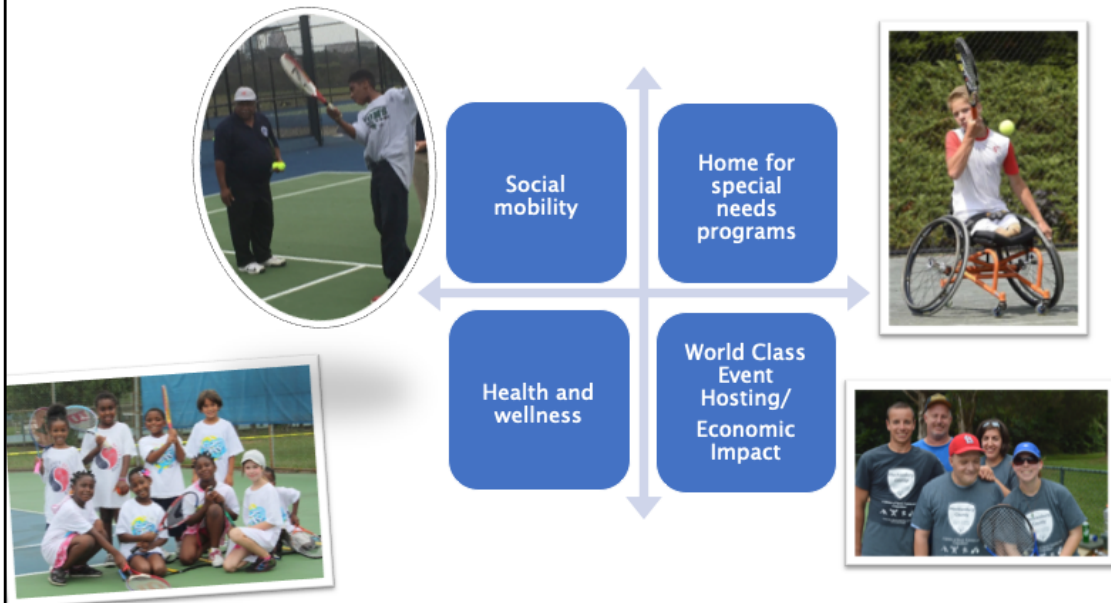 Social
mobility
Home for
special
needs
programs
Health and
wellness
World Class
Event
Hosting/
Economic
Impact